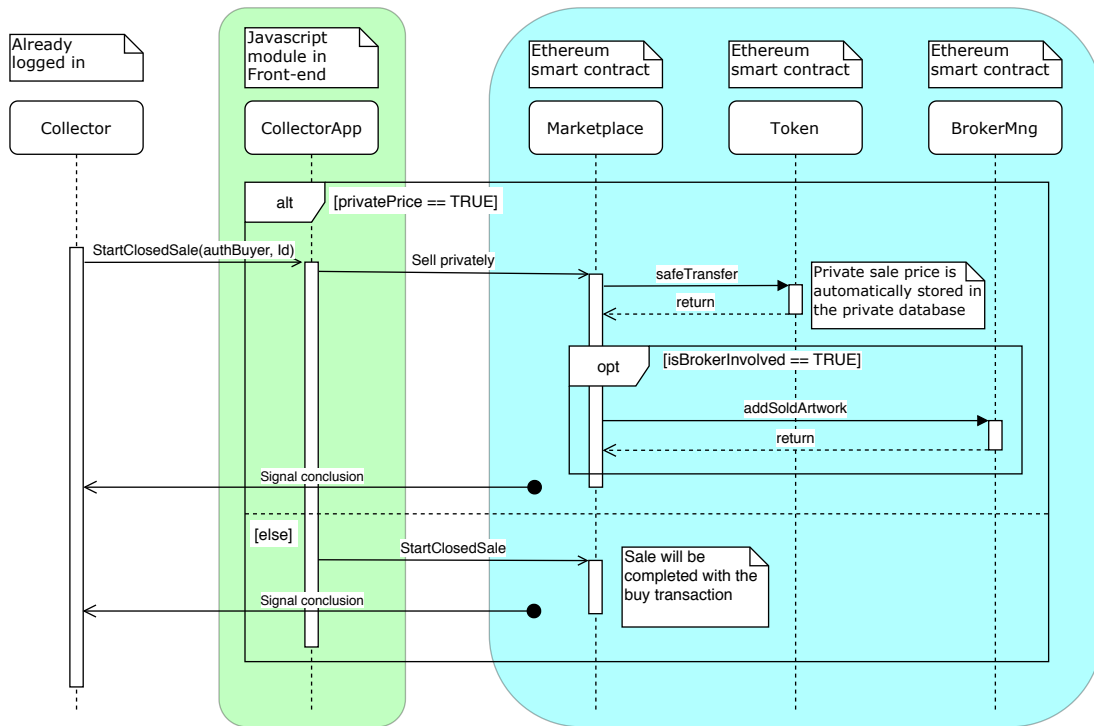 Already
logged in
Javascript
module in
Front-end
Ethereum
smart contract
Ethereum
smart contract
Ethereum
smart contract
Collector
CollectorApp
Marketplace
Token
BrokerMng
alt
[privatePrice == TRUE]
StartClosedSale(authBuyer, Id)
Sell privately
safeTransfer
return
Private sale price is
automatically stored in
the private database
opt
[isBrokerInvolved == TRUE]
addSoldArtwork
return
Signal conclusion
[else]
StartClosedSale
Sale will be
completed with the
buy transaction
Signal conclusion